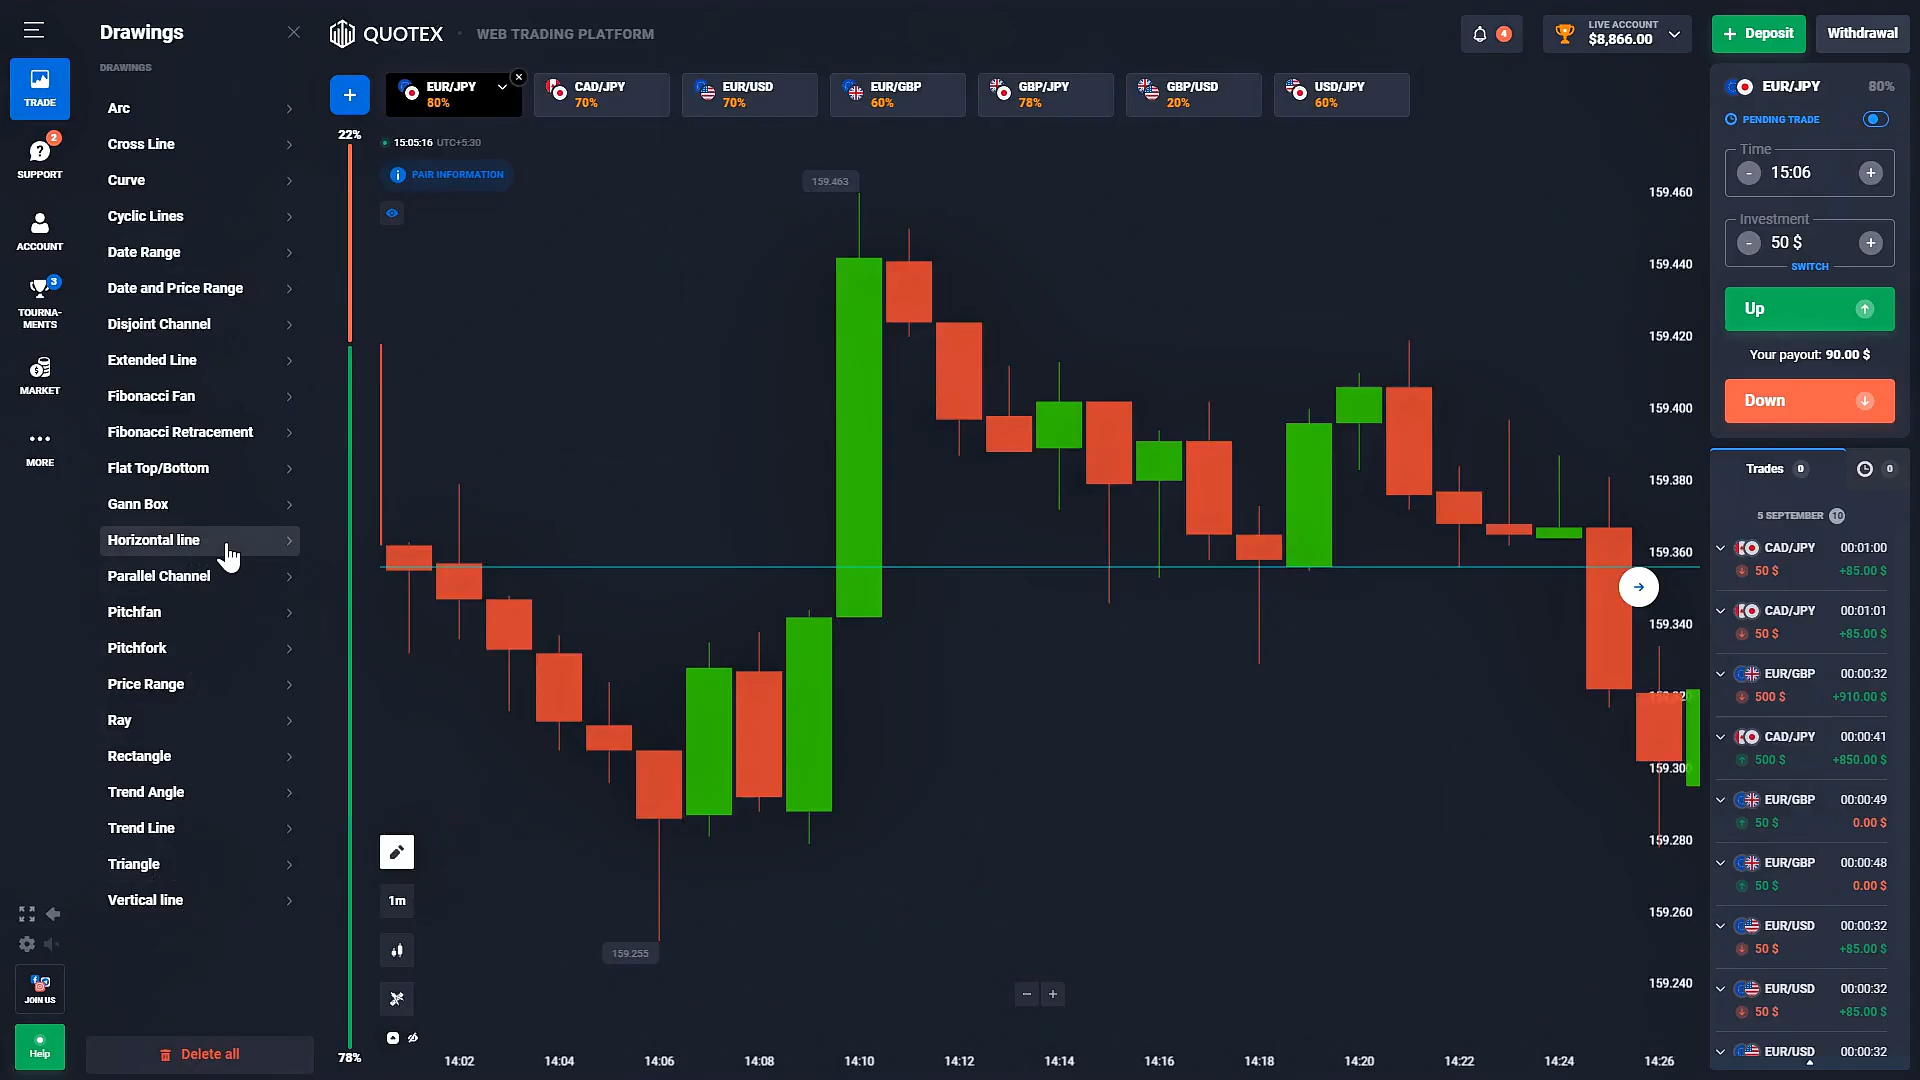 Drawings
DRAWINGS
Arc
Cross Line
Curve
Cyclic Lines
Date Range
Date and Price Range
Disjoint Channel
Extended Line
Fibonacci Fan
Fibonacci Retracement
Flat Top/Bottom
Gann Box
Horizontal line
Parallel Channel
Pitchfan
Pitchfork
Price Range
Ray
Rectangle
Trend Angle
Trend Line
Triangle
Vertical line
Delete all
TRADE
2
SUPPORT
ACCOUNT
3
TOURNA-
MENTS
MARKET
MORE
JOIN US
Help
QUOTEX
WEB TRADING PLATFORM
4
LIVE ACCOUNT
$8,866.00
+ Deposit
Withdrawal
EUR/JPY
80%
CAD/JPY
70%
EUR/USD
70%
EUR/GBP
60%
GBP/JPY
78%
GBP/USD
20%
USD/JPY
60%
22%
78%
15:05:16 UTC+5:30
PAIR INFORMATION
159.463
159.255
1m
159.460
159.440
159.420
159.400
159.380
159.360
159.340
159.300
159.280
159.260
159.240
14:02
14:04
14:06
14:08
14:10
14:12
14:14
14:16
14:18
14:20
14:22
14:24
14:26
EUR/JPY 80%
PENDING TRADE
Time
- 15:06 +
Investment
- 50 $ +
SWITCH
Up
Your payout: 90.00 $
Down
Trades 0
0
5 SEPTEMBER 10
CAD/JPY 00:01:00
50 $ +85.00 $
CAD/JPY 00:01:01
50 $ +85.00 $
EUR/GBP 00:00:32
500 $ +910.00 $
CAD/JPY 00:00:41
500 $ +850.00 $
EUR/GBP 00:00:49
50 $ 0.00 $
EUR/GBP 00:00:48
50 $ 0.00 $
EUR/USD 00:00:32
50 $ +85.00 $
EUR/USD 00:00:32
50 $ +85.00 $
EUR/USD 00:00:32